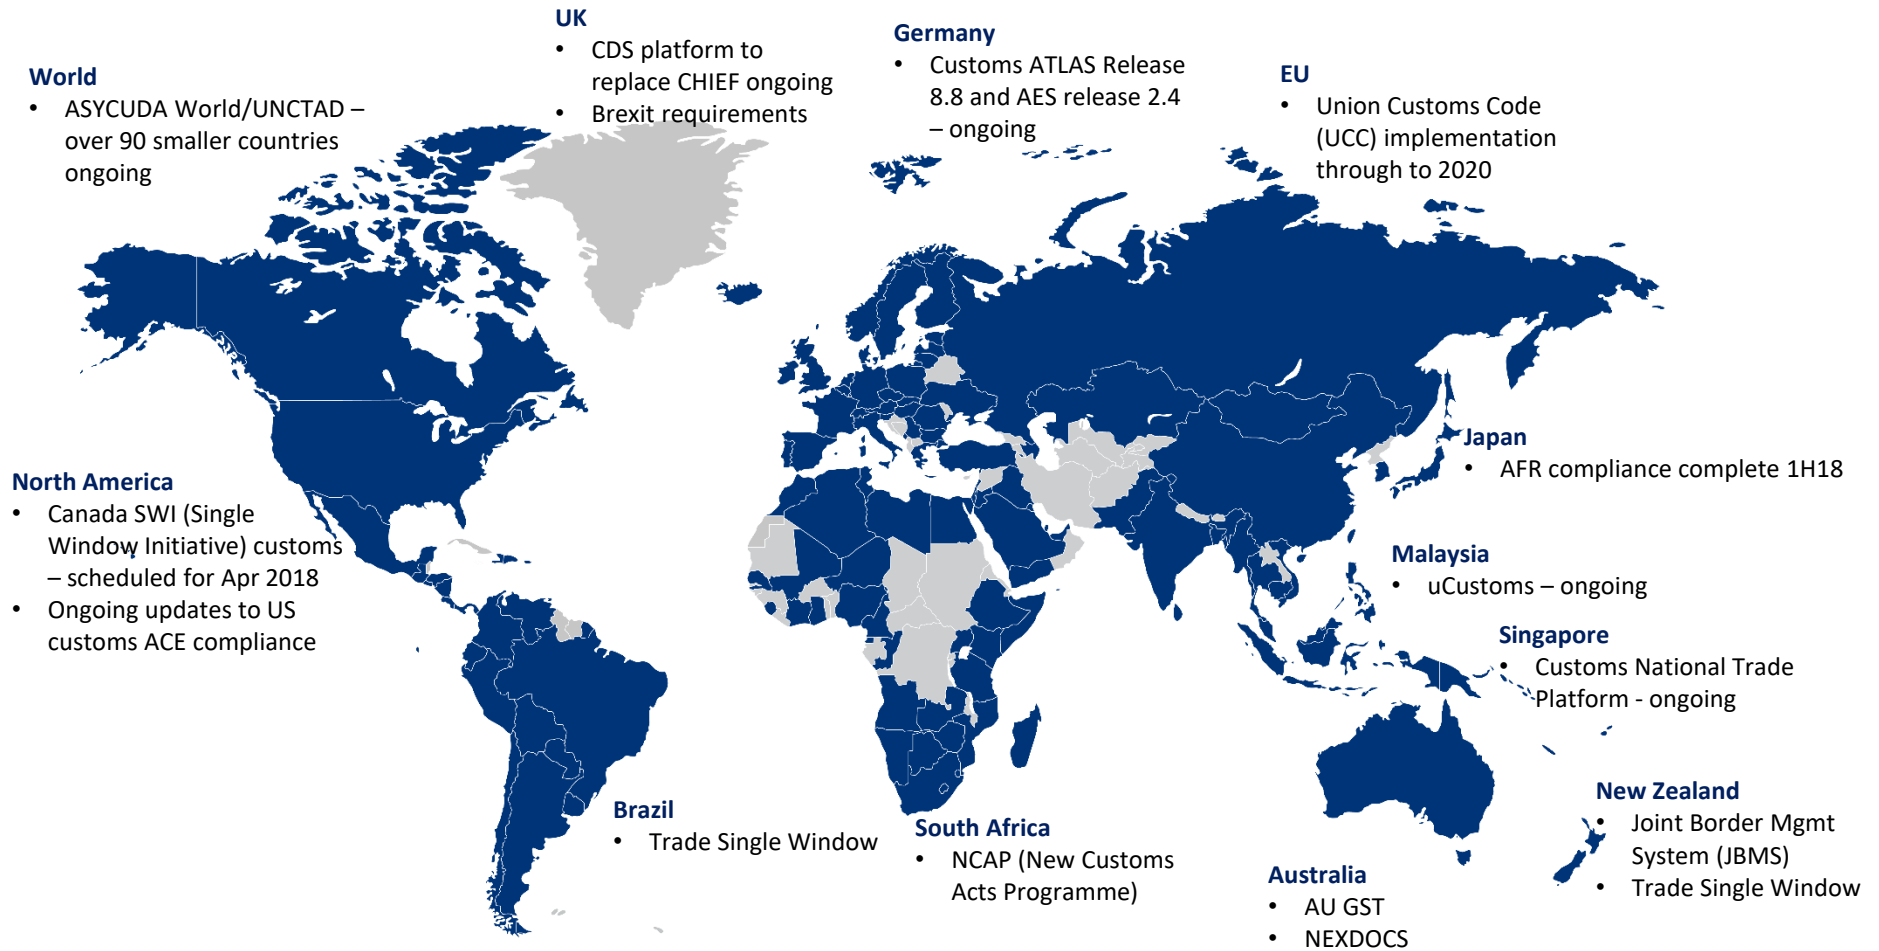 UK
• CDS platform to
replace CHIEF ongoing
• Brexit requirements
Germany
• Customs ATLAS Release
8.8 and AES release 2.4
– ongoing
World
• ASYCUDA World/UNCTAD –
over 90 smaller countries
ongoing
EU
• Union Customs Code
(UCC) implementation
through to 2020
Japan
• AFR compliance complete 1H18
North America
• Canada SWI (Single
Window Initiative) customs
– scheduled for Apr 2018
• Ongoing updates to US
customs ACE compliance
Malaysia
• uCustoms – ongoing
Singapore
• Customs National Trade
Platform - ongoing
Brazil
• Trade Single Window
South Africa
• NCAP (New Customs
Acts Programme)
New Zealand
• Joint Border Mgmt
System (JBMS)
• Trade Single Window
Australia
• AU GST
• NEXDOCS